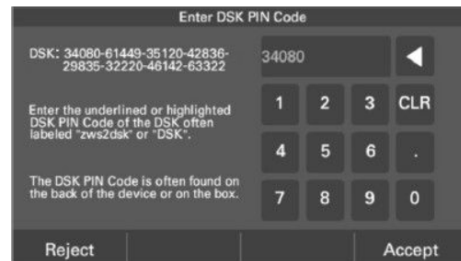 Enter DSK PIN Code
DSK: 34080-61449-35120-42836-
29835-32220-46142-63322
34080
Enter the underlined or highlighted
DSK PIN Code of the DSK often
labeled "zws2dsk" or "DSK".
The DSK PIN Code is often found on
the back of the device or on the box.
1 2 3 CLR
4 5 6 .
7 8 9 0
Reject Accept